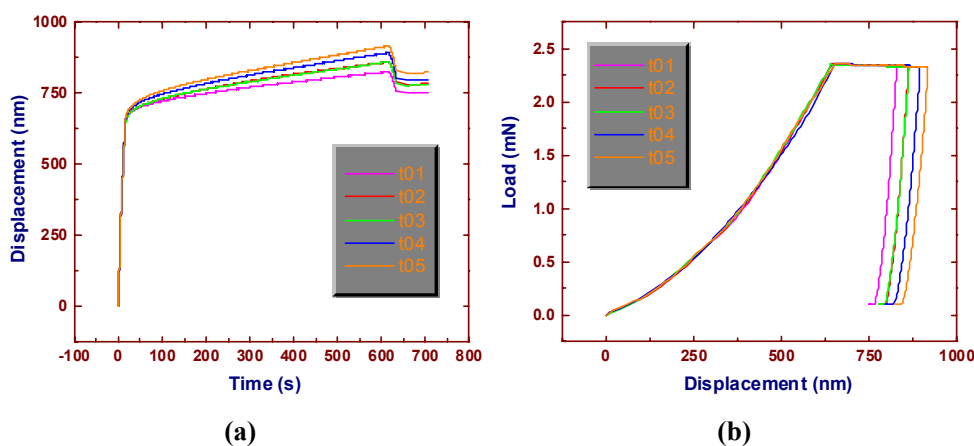 1000
750
500
250
0
Displacement (nm)
t01
t02
t03
t04
t05
-100 0 100 200 300 400 500 600 700 800
Time (s)
(a)
2.5
2.0
1.5
1.0
0.5
0.0
Load (mN)
t01
t02
t03
t04
t05
0 250 500 750 1000
Displacement (nm)
(b)